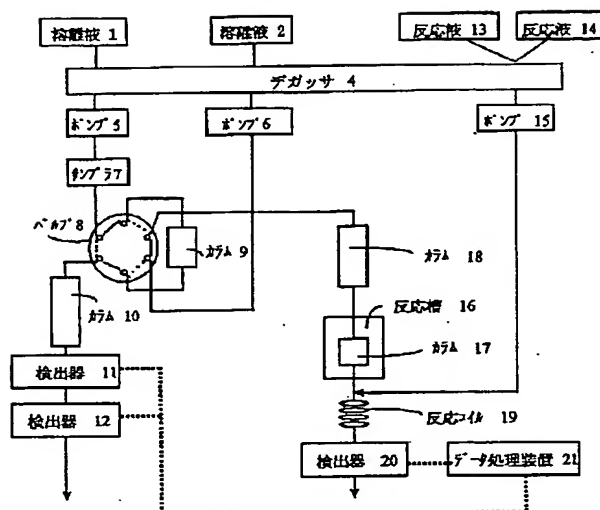 溶離液 1
溶離液 2
反応液 13
反応液 14
デガッサ 4
ポンプ 5
ポンプ 6
ポンプ 15
サンプラ 7
バルブ 8
カラム 9
カラム 18
カラム 10
反応槽 16
カラム 17
検出器 11
反応コイル 19
検出器 12
検出器 20
データ処理装置 21